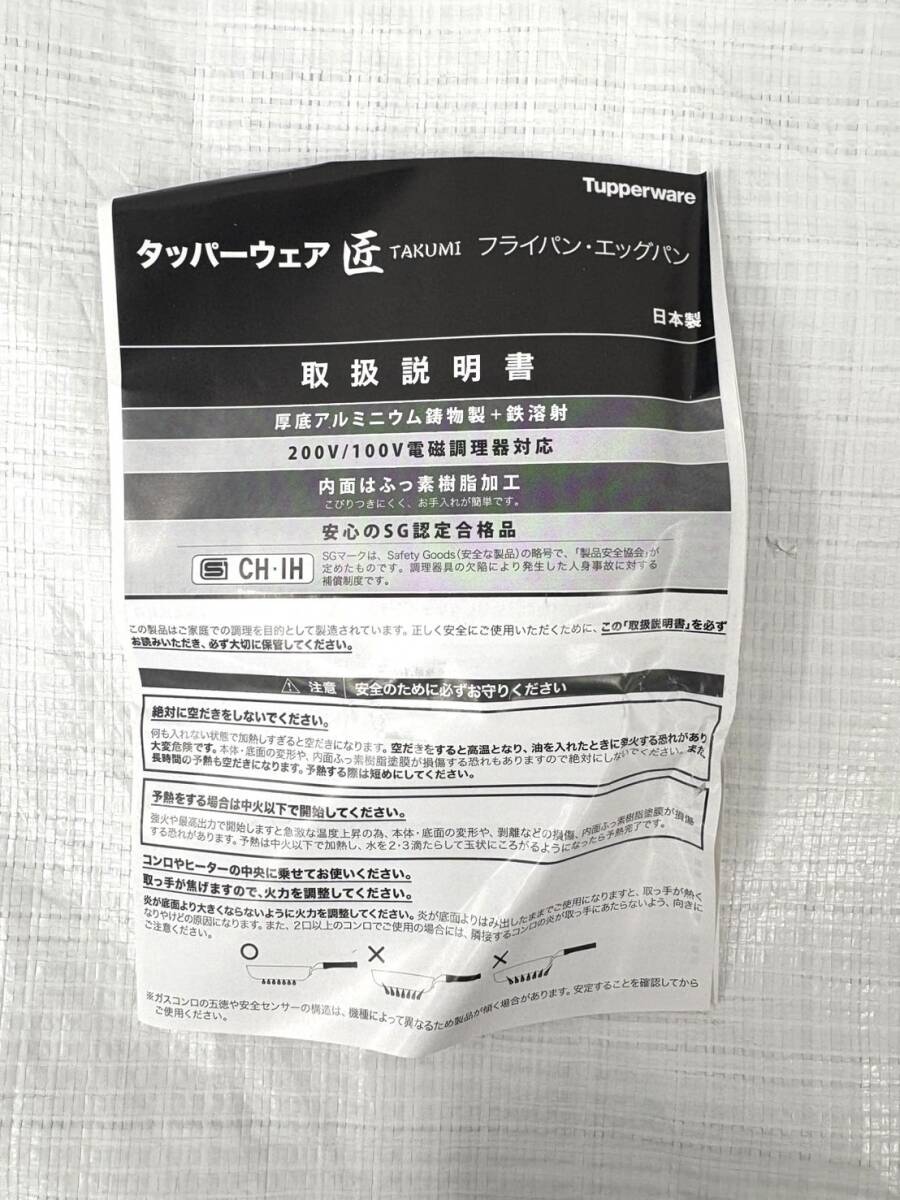 Tupperware
タッパーウェア 匠 TAKUMI フライパン・エッグパン
日本製
取扱説明書
厚底アルミニウム鋳物製＋鉄溶射
200V/100V電磁調理器対応
内面はふっ素樹脂加工
こびりつきにくく、お手入れが簡単です。
安心のSG認定合格品
S CH・IH
SGマークは、Safety Goods（安全な製品）の略号で、「製品安全協会」が
定めたものです。調理器具の欠陥により発生した人身事故に対する
補償制度です。
この製品はご家庭での調理を目的として製造されています。正しく安全にご使用いただくために、この「取扱説明書」を必ず
お読みいただき、必ず大切に保管してください。
注意 安全のために必ずお守りください
絶対に空だきをしないでください。
何も入れない状態で加熱しすぎると空だきになります。空だきをすると高温となり、油を入れたときに発火する恐れがあり
大変危険です。本体・底面の変形や、内面ふっ素樹脂塗膜が損傷する恐れもありますので絶対にしないでください。また
長時間の予熱も空だきになります。予熱する際は短めにしてください。
予熱をする場合は中火以下で開始してください。
強火や最高出力で開始しますと急激な温度上昇の為、本体・底面の変形や、剥離などの損傷、内面ふっ素樹脂塗膜が損傷
する恐れがあります。予熱は中火以下で加熱し、水を2・3滴たらして玉状にころがるようになったら予熱完了です。
コンロやヒーターの中央に乗せてお使いください。
取っ手が焦げますので、火力を調整してください。
炎が底面より大きくならないように火力を調整してください。炎が底面よりはみ出したままでご使用になりますと、取っ手が熱く
なりやけどの原因になります。また、2口以上のコンロでご使用の場合には、隣接するコンロの炎が取っ手にあたらないよう、向きに
ご注意ください。
※ガスコンロの五徳や安全センサーの構造は、機種によって異なるため製品が傾く場合があります。安定することを確認してから
ご使用ください。